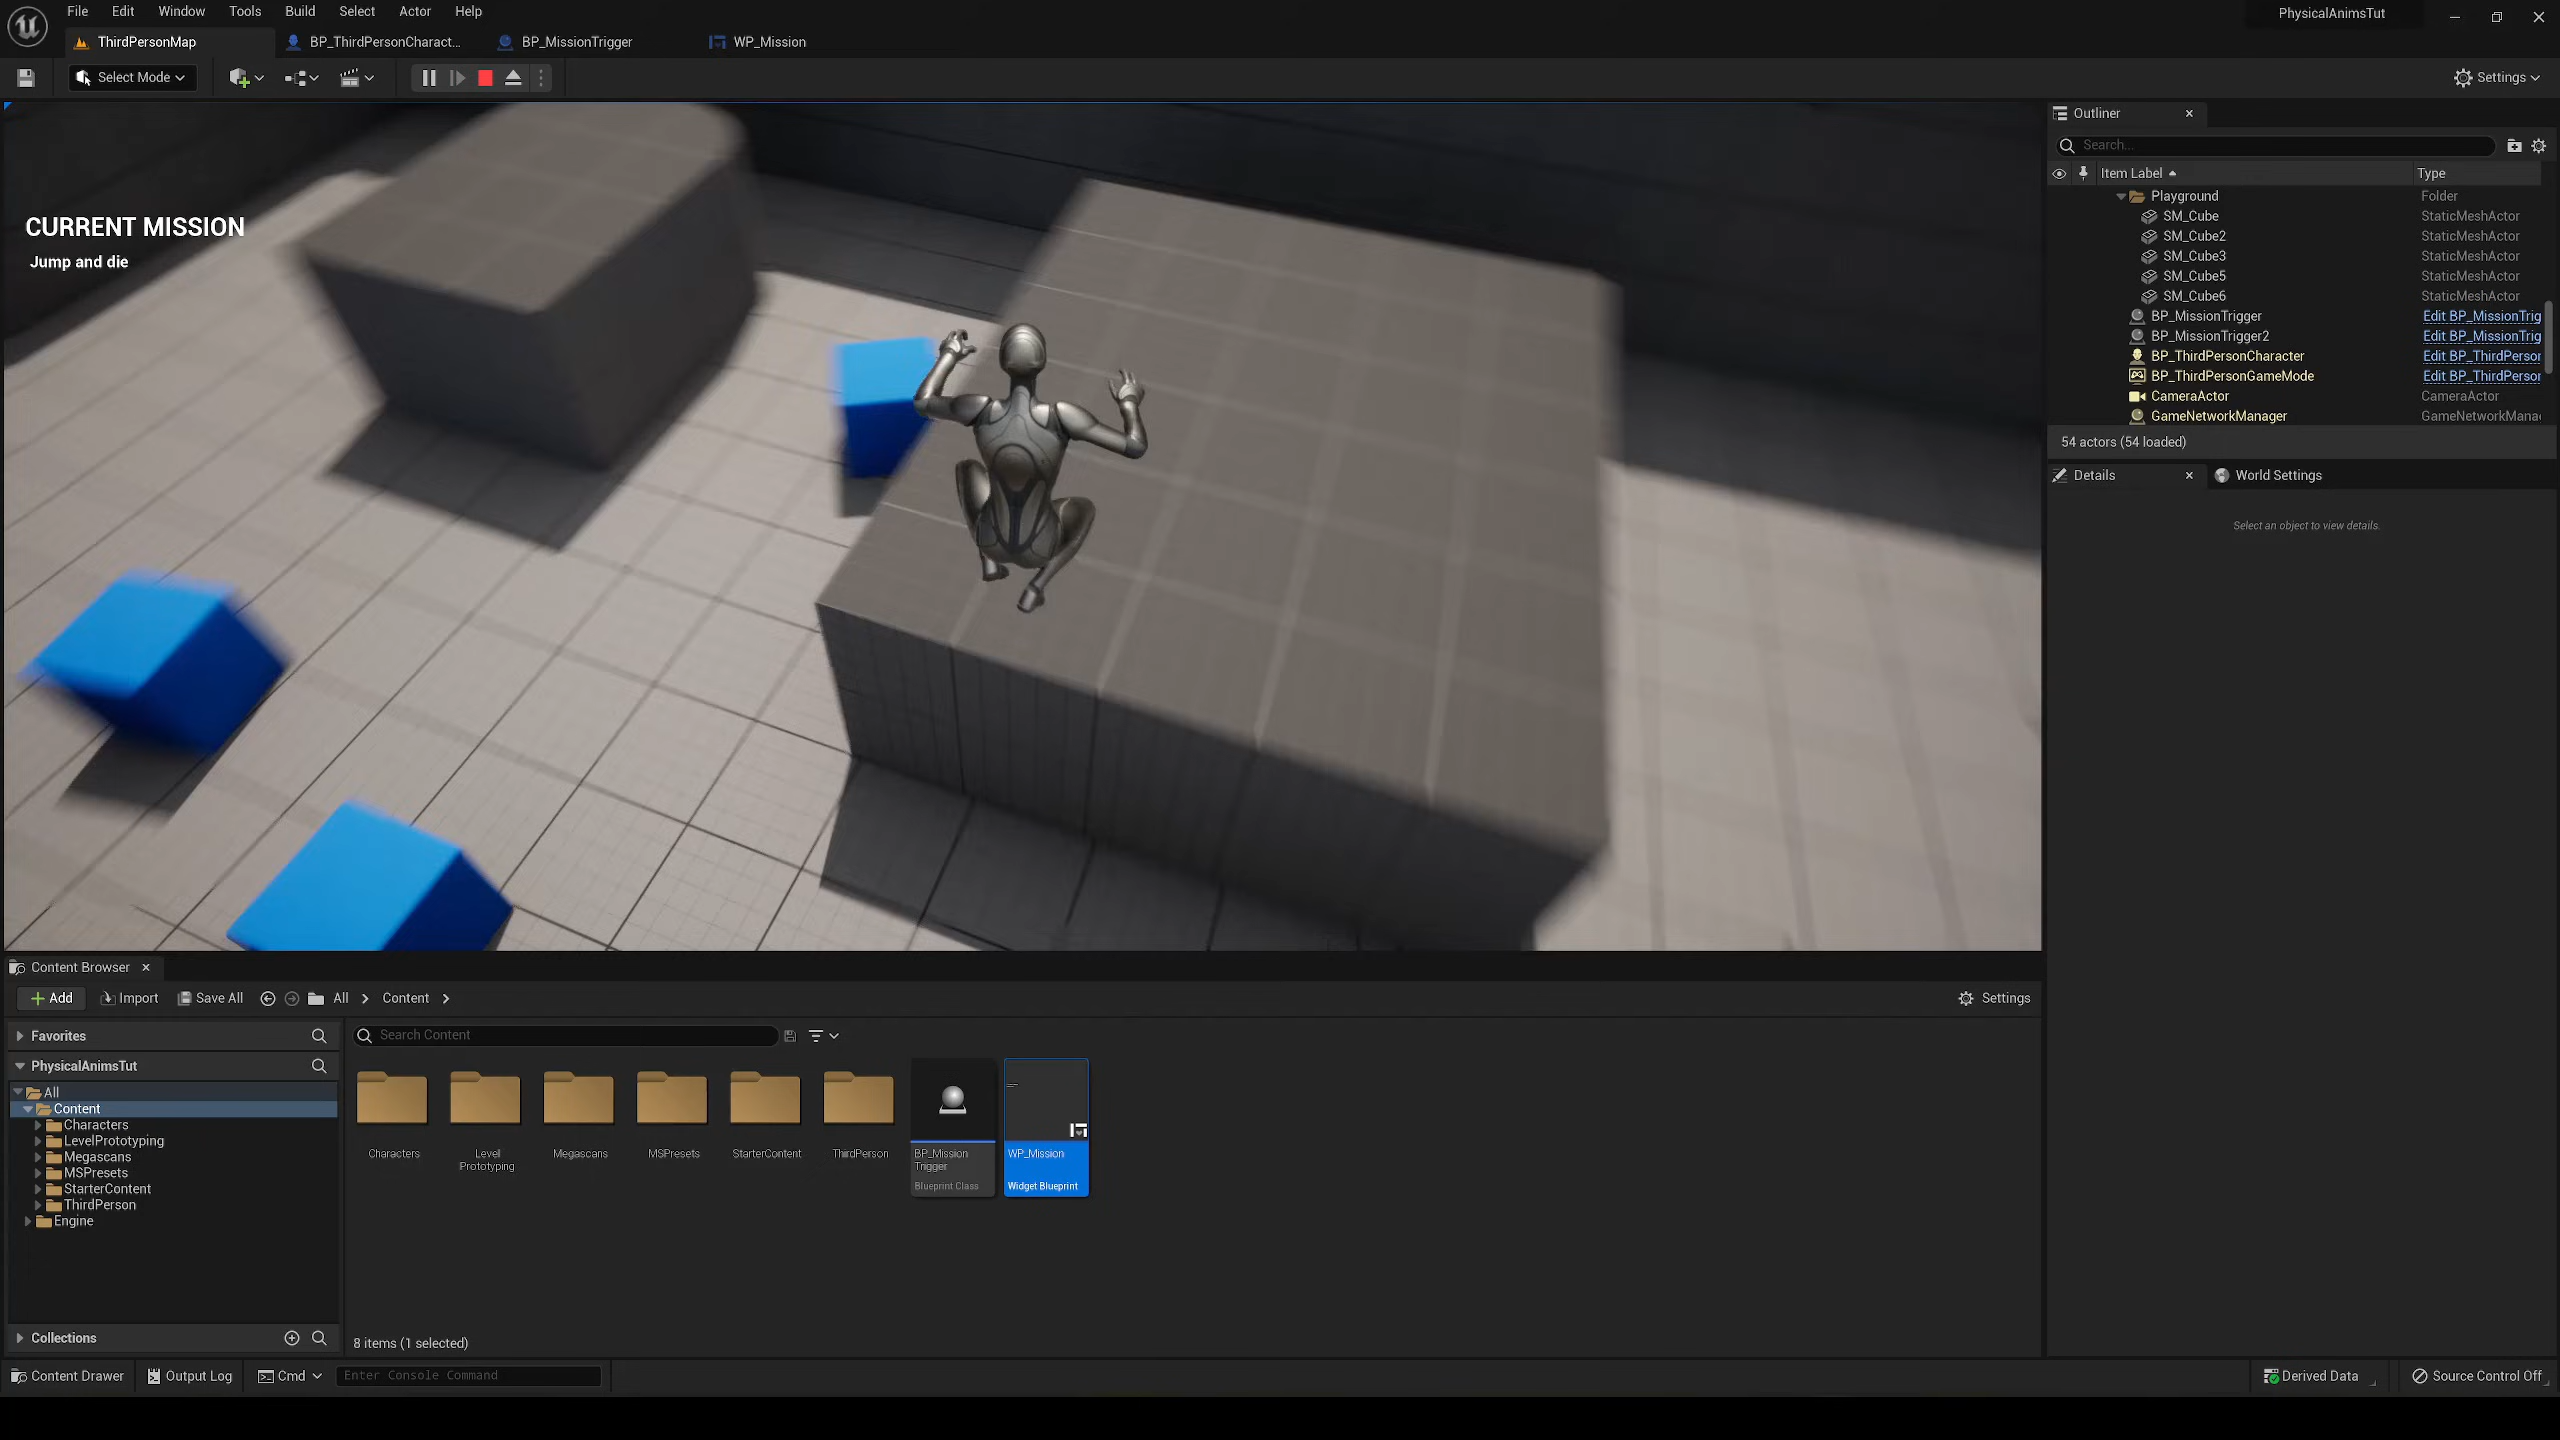 File Edit Window Tools Build Select Actor Help
PhysicalAnimsTut
ThirdPersonMap
BP_ThirdPersonCharact...
BP_MissionTrigger
WP_Mission
Select Mode
Settings
CURRENT MISSION
Jump and die
Outliner
Search...
Item Label
Type
Playground
Folder
SM_Cube
StaticMeshActor
SM_Cube2
StaticMeshActor
SM_Cube3
StaticMeshActor
SM_Cube5
StaticMeshActor
SM_Cube6
StaticMeshActor
BP_MissionTrigger
Edit BP_MissionTrig
BP_MissionTrigger2
Edit BP_MissionTrig
BP_ThirdPersonCharacter
Edit BP_ThirdPersor
BP_ThirdPersonGameMode
Edit BP_ThirdPersor
CameraActor
CameraActor
GameNetworkManager
GameNetworkMana
54 actors (54 loaded)
Details
World Settings
Select an object to view details.
Content Browser
Add
Import
Save All
All
Content
Settings
Favorites
Search Content
PhysicalAnimsTut
All
Content
Characters
LevelPrototyping
Megascans
MSPresets
StarterContent
ThirdPerson
Engine
Characters
Level
Prototyping
Megascans
MSPresets
StarterContent
ThirdPerson
BP_Mission
Trigger
Blueprint Class
WP_Mission
Widget Blueprint
Collections
8 items (1 selected)
Content Drawer
Output Log
Cmd
Enter Console Command
Derived Data
Source Control Off